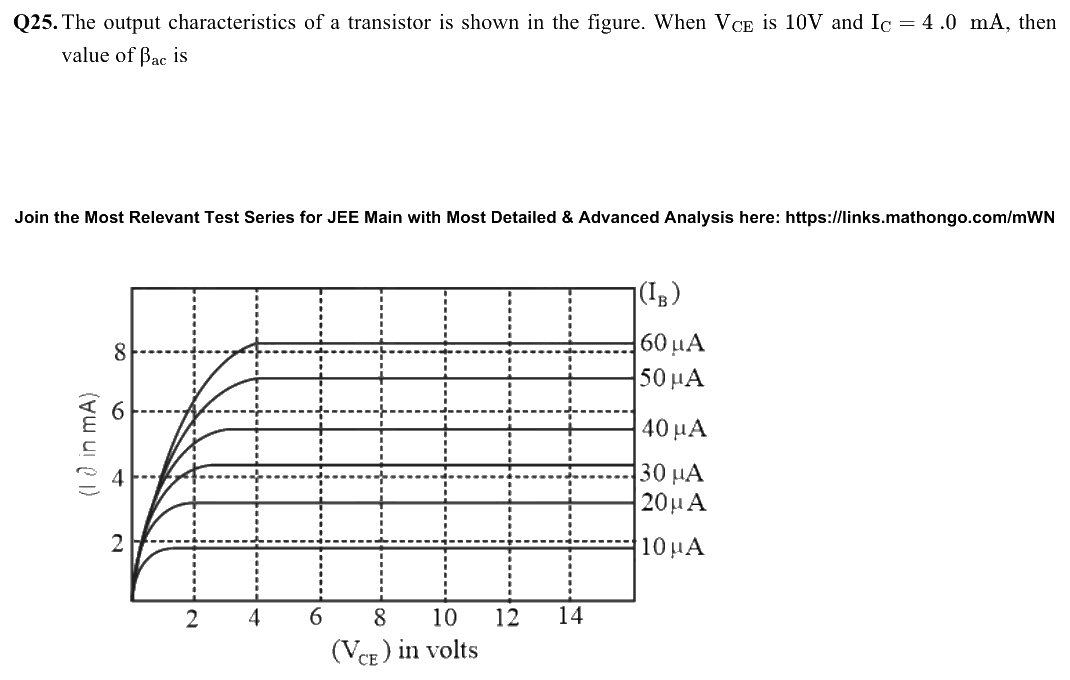 Q25. The output characteristics of a transistor is shown in the figure. When VCE is 10V and IC = 4 .0 mA, then
value of βac is
Join the Most Relevant Test Series for JEE Main with Most Detailed & Advanced Analysis here: https://links.mathongo.com/mWN
(IB)
60 μA
8
50 μA
6
40 μA
(I ∂ in mA)
4
30 μA
20 μA
2
10 μA
2 4 6 8 10 12 14
(VCE) in volts